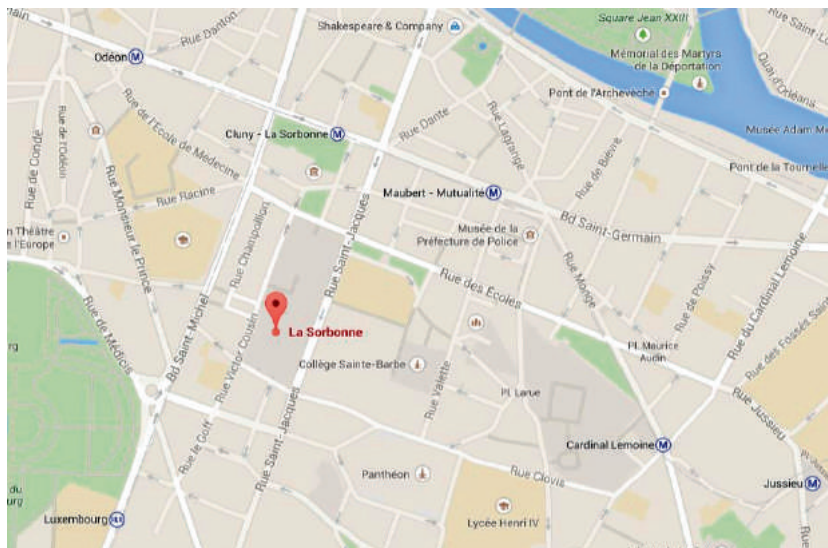 Rue Danton
Shakespeare & Company
Square Jean XXIII
Odéon
M
Mémorial des Martyrs
de la Déportation
Quai d'Orléans
Pont de l'Archevêché
Rue de Condé
Rue de l'Odéon
Rue de l'École de Médecine
Cluny - La Sorbonne
M
Rue Dante
Rue Lagrange
Rue de Bièvre
Musée Adam
Pont de la Tournelle
Rue Racine
Rue Monsieur le Prince
Maubert - Mutualité
M
Bd Saint-Germain
Théâtre
l'Europe
Rue Champollion
Rue Saint-Jacques
Musée de la
Préfecture de Police
Rue des Écoles
Rue Monge
Rue de Poissy
Rue du Cardinal Lemoine
Rue des Fossés
Rue de Médicis
Bd Saint-Michel
Rue Victor Cousin
La Sorbonne
Collège Sainte-Barbe
Rue Valette
Pl. Maurice
Audin
Pl. Larue
Rue Jussieu
Rue le Goff
Rue Saint-Jacques
Cardinal Lemoine
M
Panthéon
Rue Clovis
Jussieu
M
du
Luxembourg
Lycée Henri IV